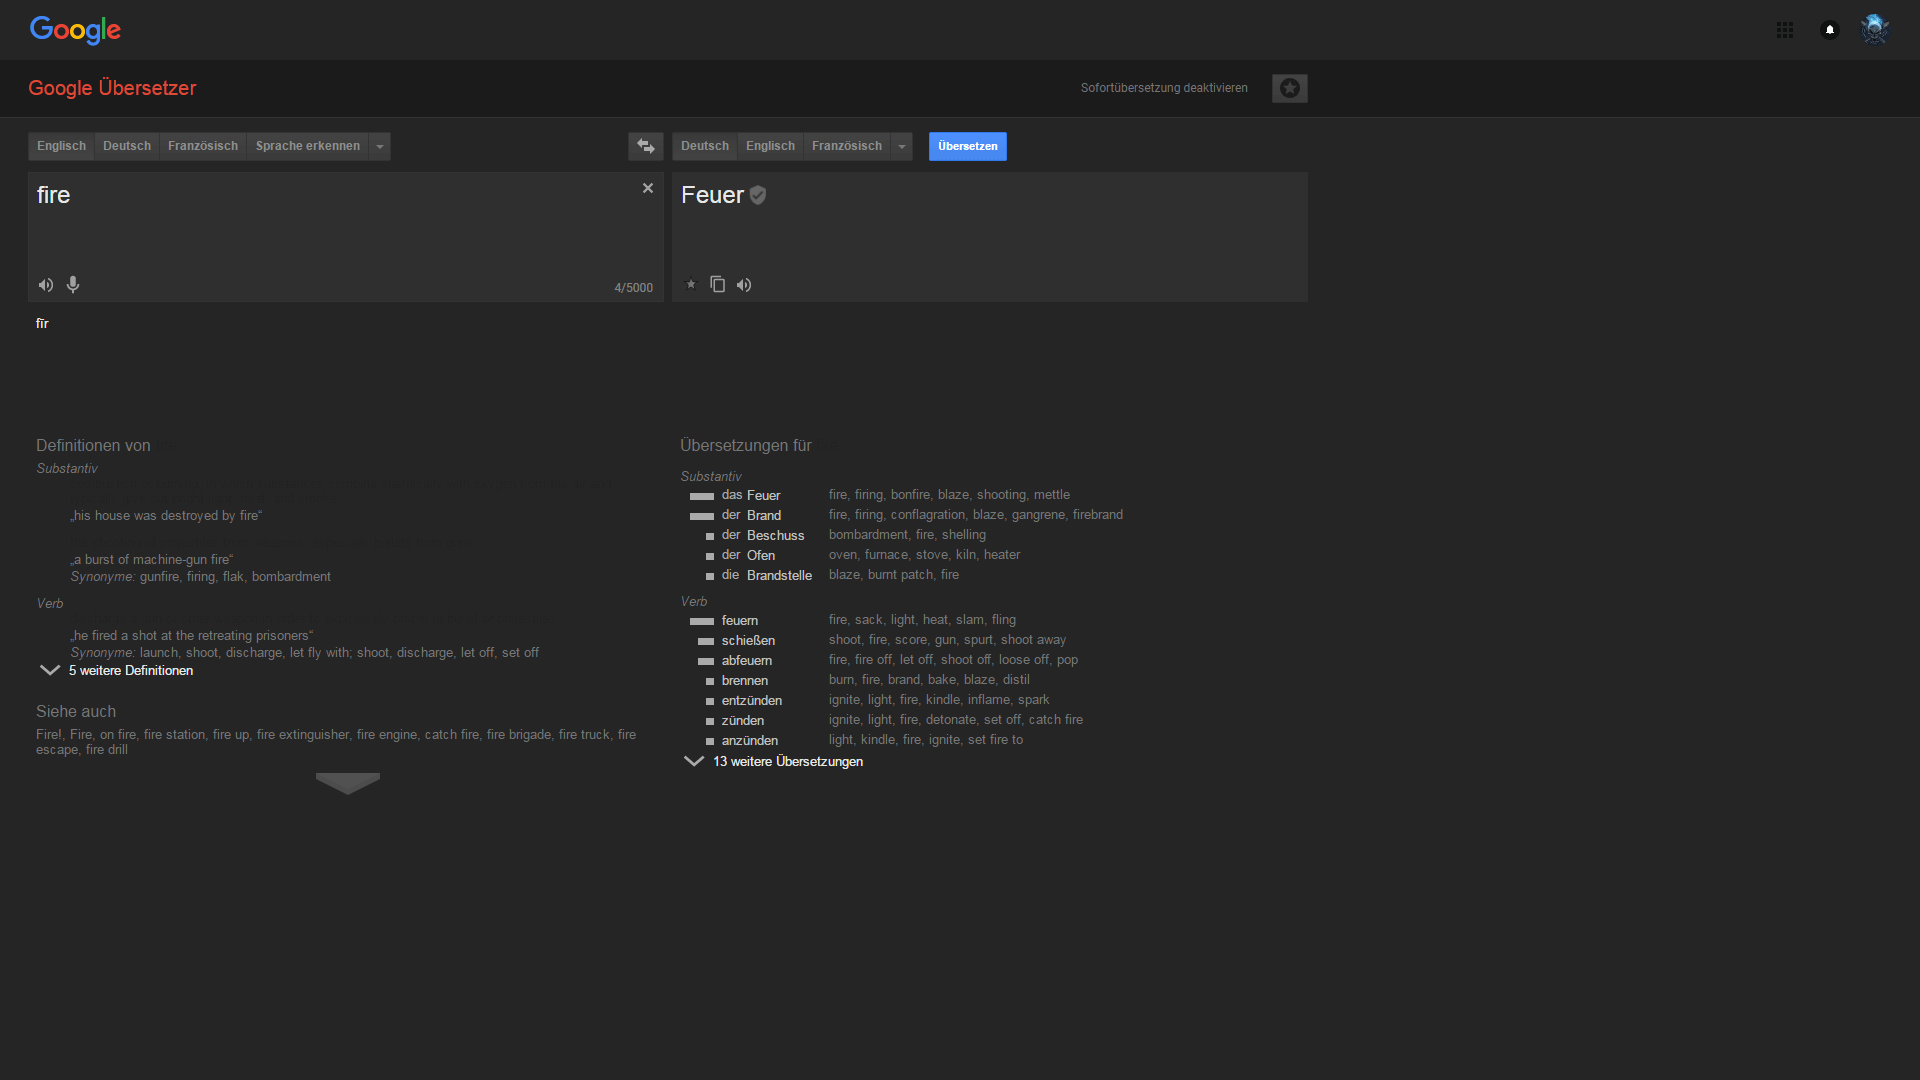 Google
Google Übersetzer
Sofortübersetzung deaktivieren
Englisch Deutsch Französisch Sprache erkennen
Deutsch Englisch Französisch Übersetzen
fire
Feuer
4/5000
fīr
Definitionen von
Substantiv
„his house was destroyed by fire“
„a burst of machine-gun fire“
Synonyme: gunfire, firing, flak, bombardment
Verb
„he fired a shot at the retreating prisoners“
Synonyme: launch, shoot, discharge, let fly with; shoot, discharge, let off, set off
5 weitere Definitionen
Siehe auch
Fire!, Fire, on fire, fire station, fire up, fire extinguisher, fire engine, catch fire, fire brigade, fire truck, fire
escape, fire drill
Übersetzungen für
Substantiv
das Feuer fire, firing, bonfire, blaze, shooting, mettle
der Brand fire, firing, conflagration, blaze, gangrene, firebrand
der Beschuss bombardment, fire, shelling
der Ofen oven, furnace, stove, kiln, heater
die Brandstelle blaze, burnt patch, fire
Verb
feuern fire, sack, light, heat, slam, fling
schießen shoot, fire, score, gun, spurt, shoot away
abfeuern fire, fire off, let off, shoot off, loose off, pop
brennen burn, fire, brand, bake, blaze, distil
entzünden ignite, light, fire, kindle, inflame, spark
zünden ignite, light, fire, detonate, set off, catch fire
anzünden light, kindle, fire, ignite, set fire to
13 weitere Übersetzungen